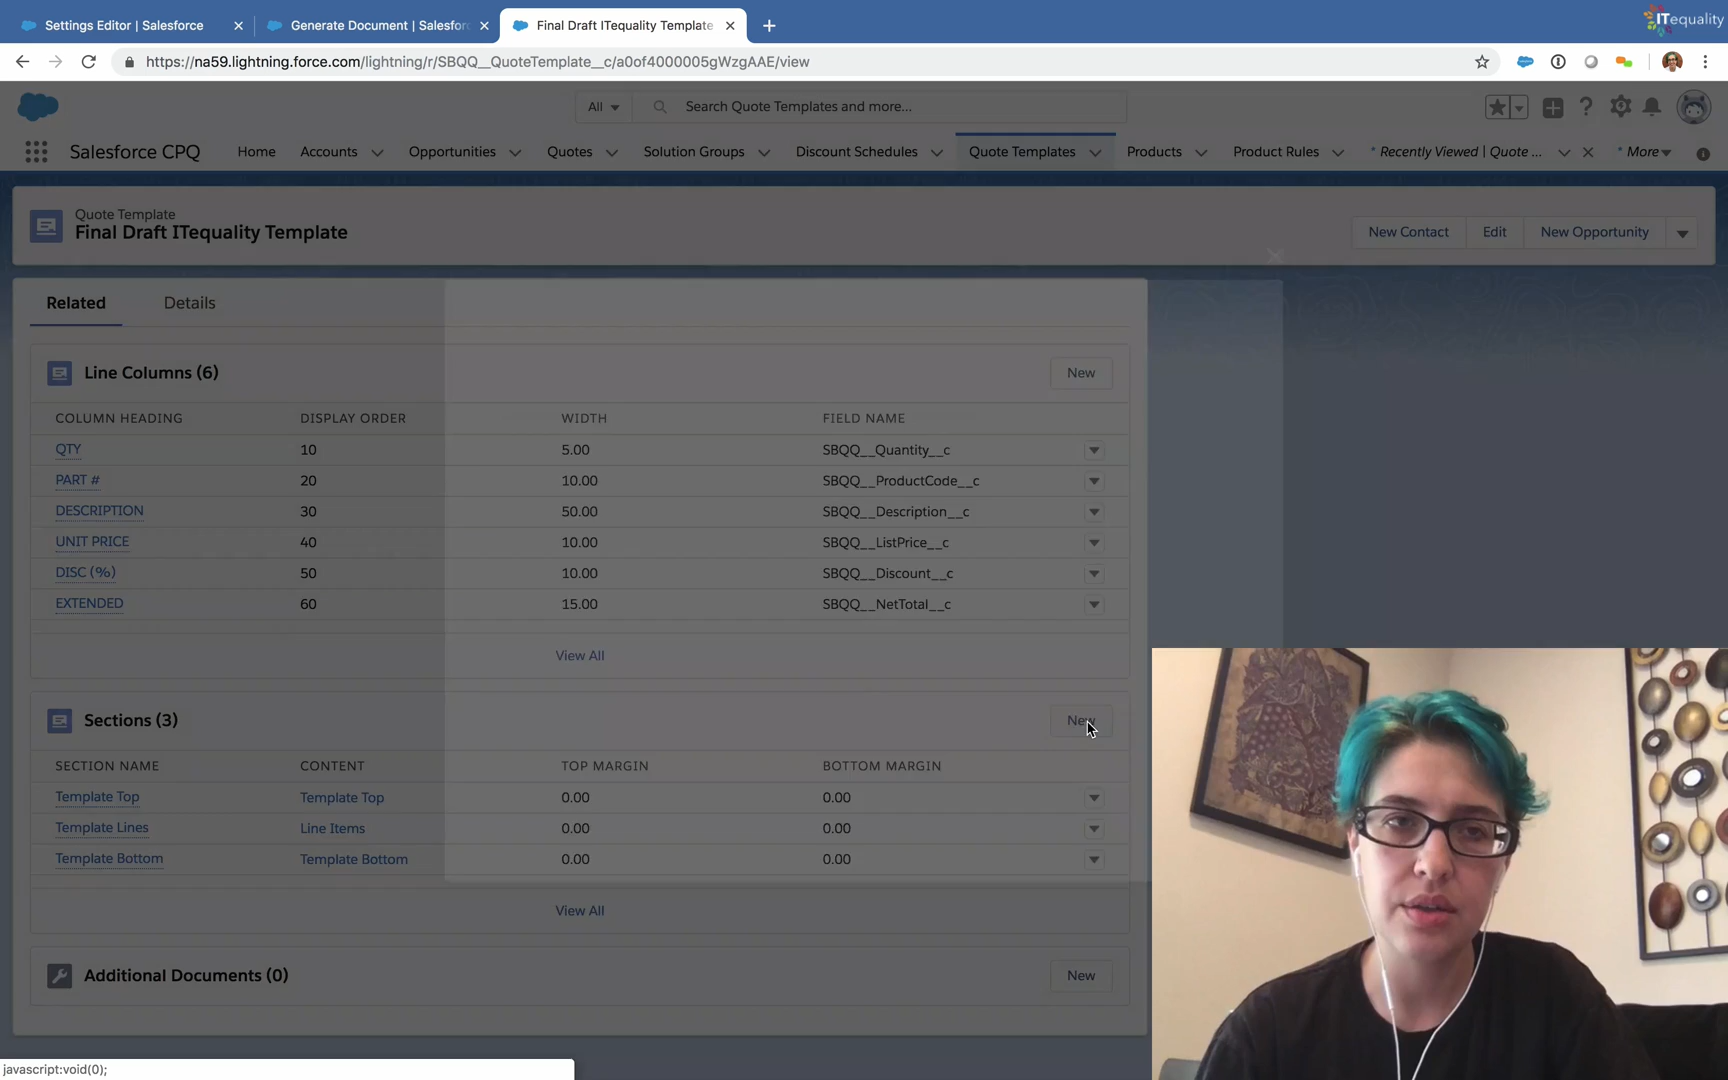 Settings Editor | Salesforce
Generate Document | Salesfor
Final Draft ITequality Template
ITequality
https://na59.lightning.force.com/lightning/r/SBQQ__QuoteTemplate__c/a0of4000005gWzgAAE/view
All
Search Quote Templates and more...
Salesforce CPQ
Home
Accounts
Opportunities
Quotes
Solution Groups
Discount Schedules
Quote Templates
Products
Product Rules
* Recently Viewed | Quote ...
* More
Quote Template
Final Draft ITequality Template
New Contact
Edit
New Opportunity
Related
Details
Line Columns (6)
New
COLUMN HEADING DISPLAY ORDER WIDTH FIELD NAME
QTY 10 5.00 SBQQ__Quantity__c
PART # 20 10.00 SBQQ__ProductCode__c
DESCRIPTION 30 50.00 SBQQ__Description__c
UNIT PRICE 40 10.00 SBQQ__ListPrice__c
DISC (%) 50 10.00 SBQQ__Discount__c
EXTENDED 60 15.00 SBQQ__NetTotal__c
View All
Sections (3)
New
SECTION NAME CONTENT TOP MARGIN BOTTOM MARGIN
Template Top Template Top 0.00 0.00
Template Lines Line Items 0.00 0.00
Template Bottom Template Bottom 0.00 0.00
View All
Additional Documents (0)
New
javascript:void(0);